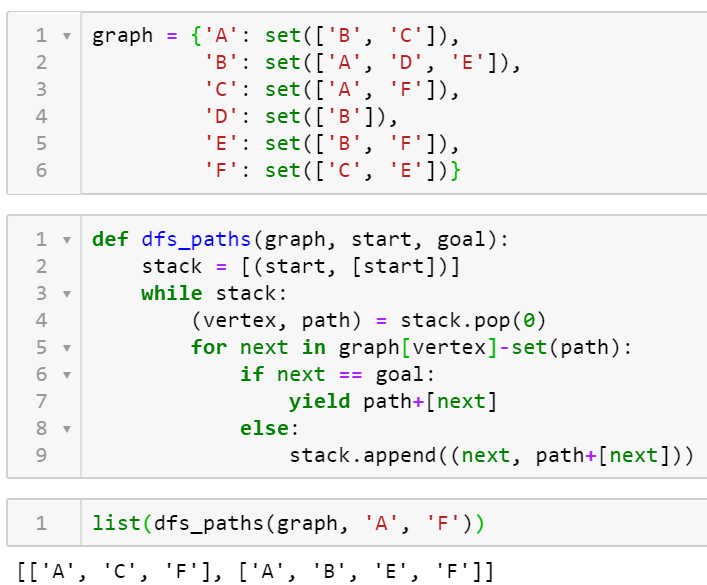 1 ▾ graph = {'A': set(['B', 'C']),
2 'B': set(['A', 'D', 'E']),
3 'C': set(['A', 'F']),
4 'D': set(['B']),
5 'E': set(['B', 'F']),
6 'F': set(['C', 'E'])}
1 ▾ def dfs_paths(graph, start, goal):
2 stack = [(start, [start])]
3 ▾ while stack:
4 (vertex, path) = stack.pop(0)
5 ▾ for next in graph[vertex]-set(path):
6 ▾ if next == goal:
7 yield path+[next]
8 ▾ else:
9 stack.append((next, path+[next]))
1 list(dfs_paths(graph, 'A', 'F'))
[['A', 'C', 'F'], ['A', 'B', 'E', 'F']]